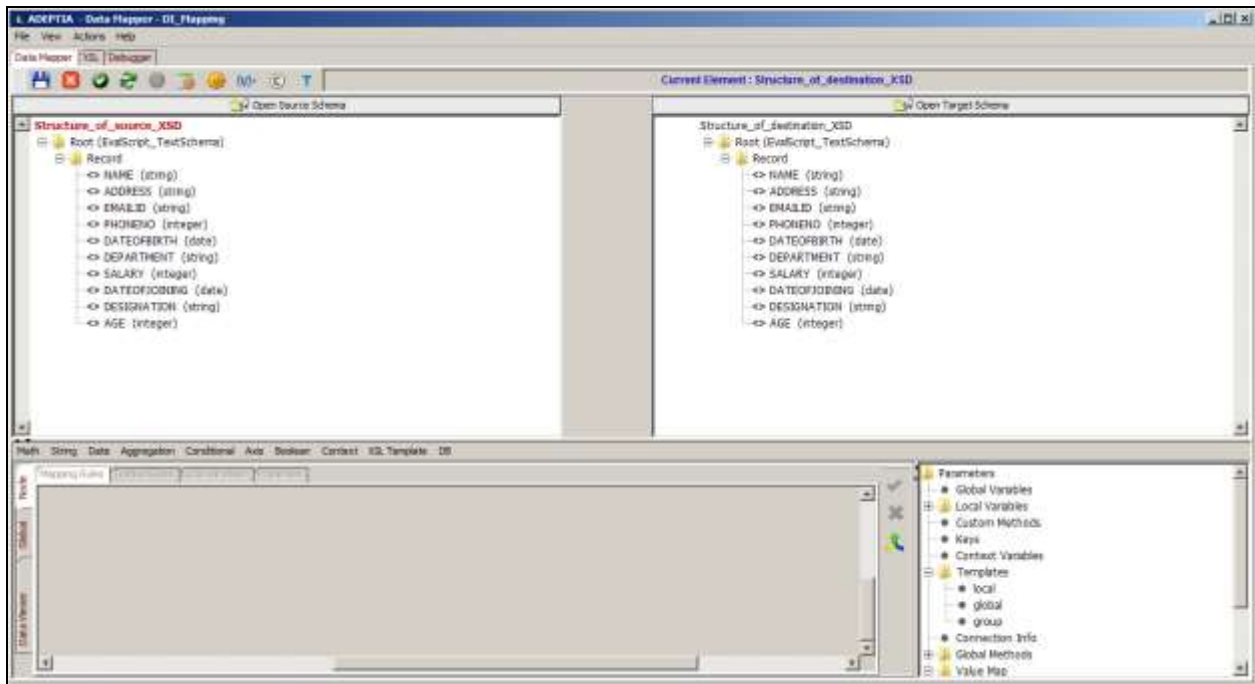 ADEPTIA - Data Mapper - DI_Mapping
File View Actions Help
Data Mapper XSL Debugger
T
Current Element : Structure_of_destination_XSD
Open Source Schema
Open Target Schema
Structure_of_source_XSD
Root (EvalScript_TextSchema)
Record
<> NAME (string)
<> ADDRESS (string)
<> EMAILID (string)
<> PHONENO (integer)
<> DATEOFBIRTH (date)
<> DEPARTMENT (string)
<> SALARY (integer)
<> DATEOFJOINING (date)
<> DESIGNATION (string)
<> AGE (integer)
Structure_of_destination_XSD
Root (EvalScript_TextSchema)
Record
<> NAME (string)
<> ADDRESS (string)
<> EMAILID (string)
<> PHONENO (integer)
<> DATEOFBIRTH (date)
<> DEPARTMENT (string)
<> SALARY (integer)
<> DATEOFJOINING (date)
<> DESIGNATION (string)
<> AGE (integer)
Math String Date Aggregation Conditional Axis Boolean Context XSL Template DB
Node
Global
Data Viewer
Mapping Rules
Parameters
Global Variables
Local Variables
Custom Methods
Keys
Context Variables
Templates
local
global
group
Connection Info
Global Methods
Value Map